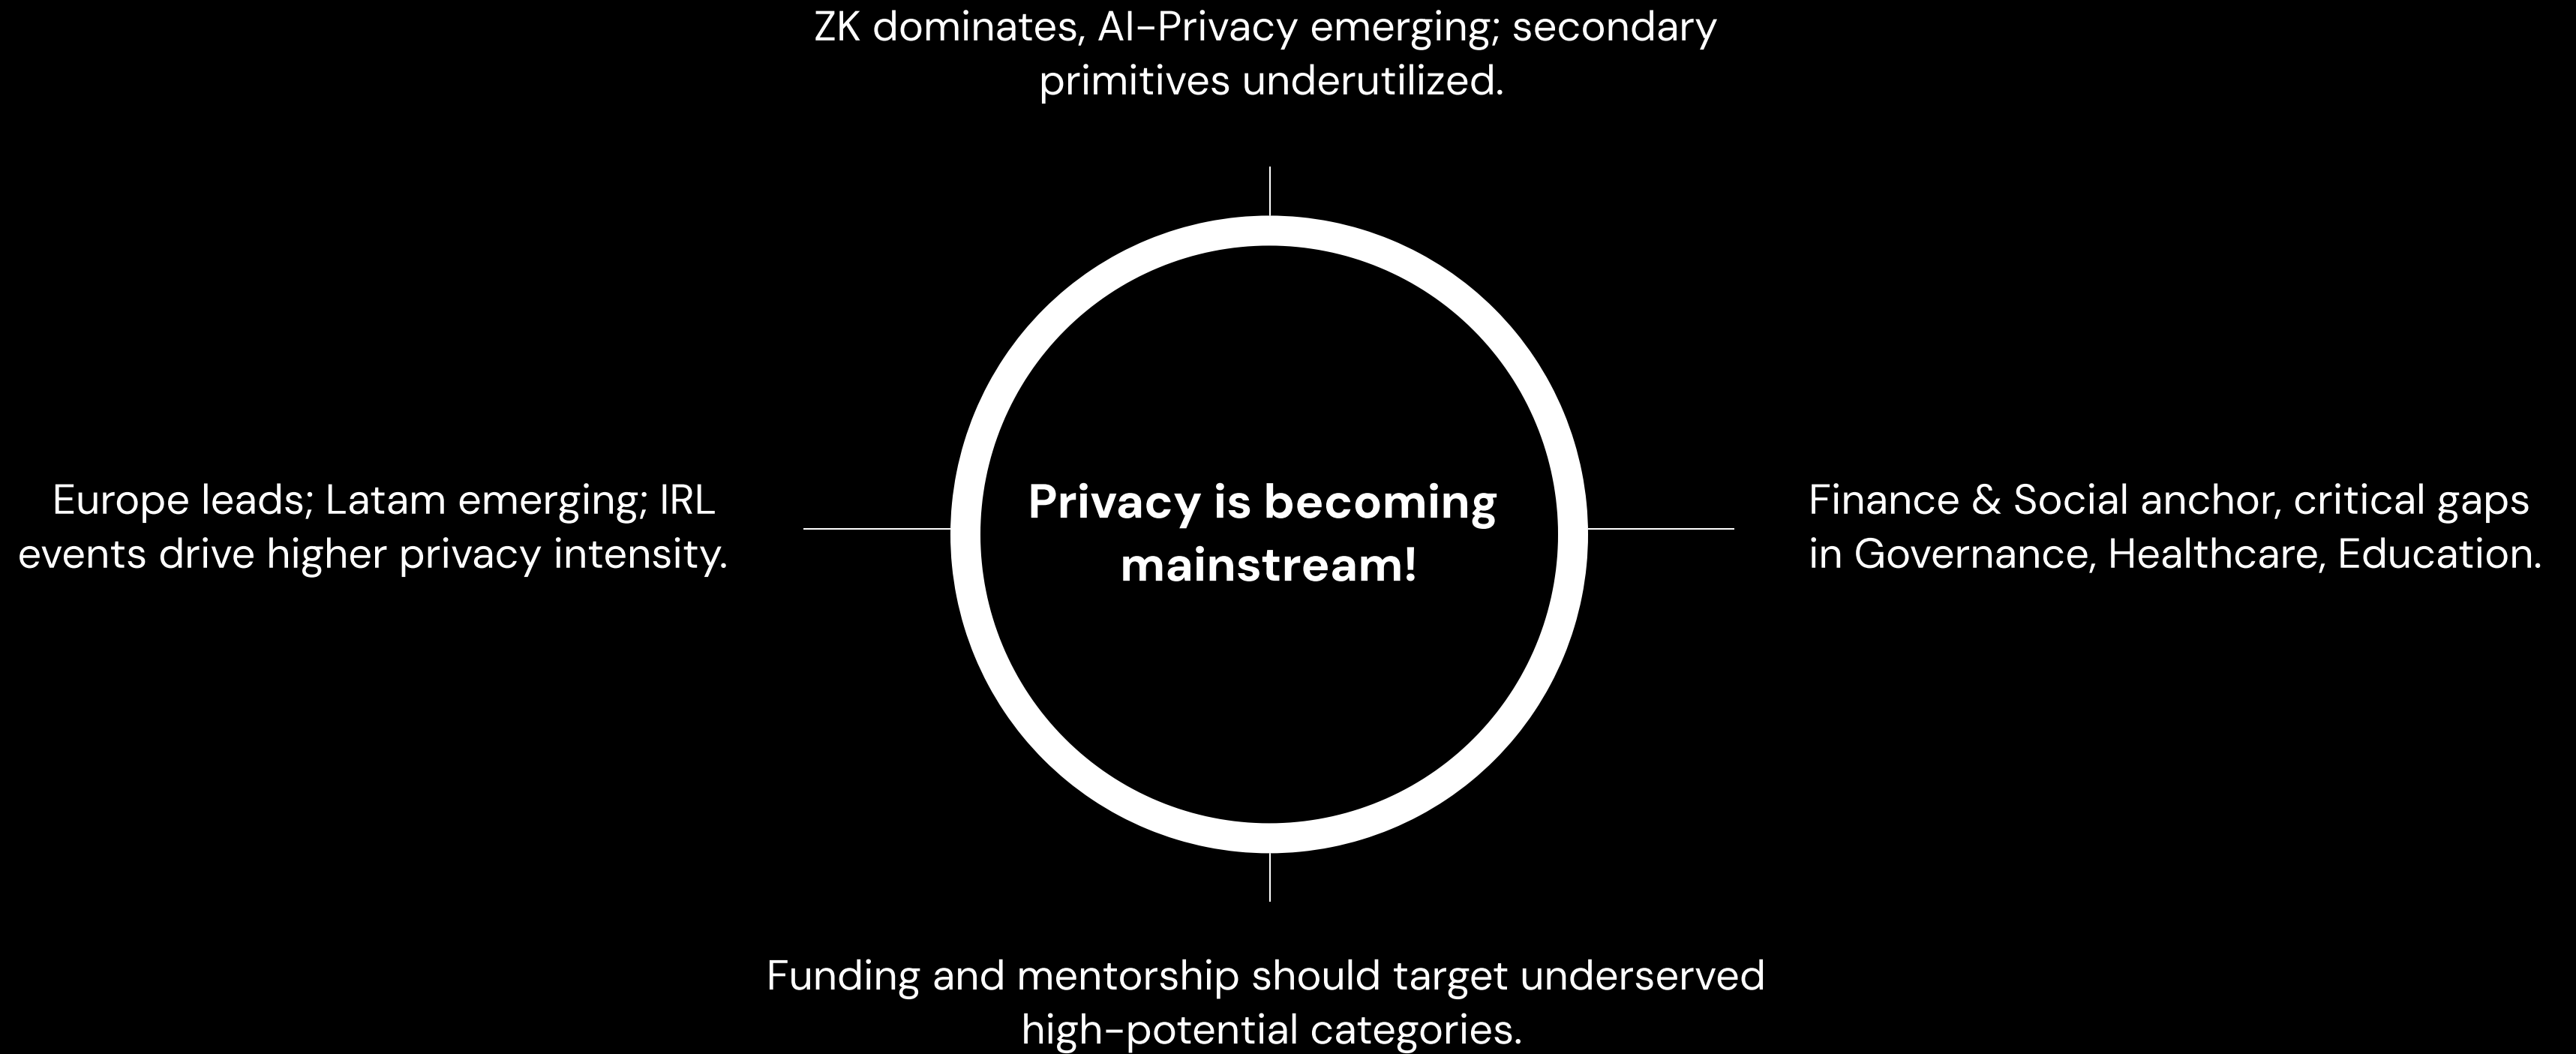 ZK dominates, AI-Privacy emerging; secondary
primitives underutilized.
Europe leads; Latam emerging; IRL
events drive higher privacy intensity.
Privacy is becoming
mainstream!
Finance & Social anchor, critical gaps
in Governance, Healthcare, Education.
Funding and mentorship should target underserved
high-potential categories.